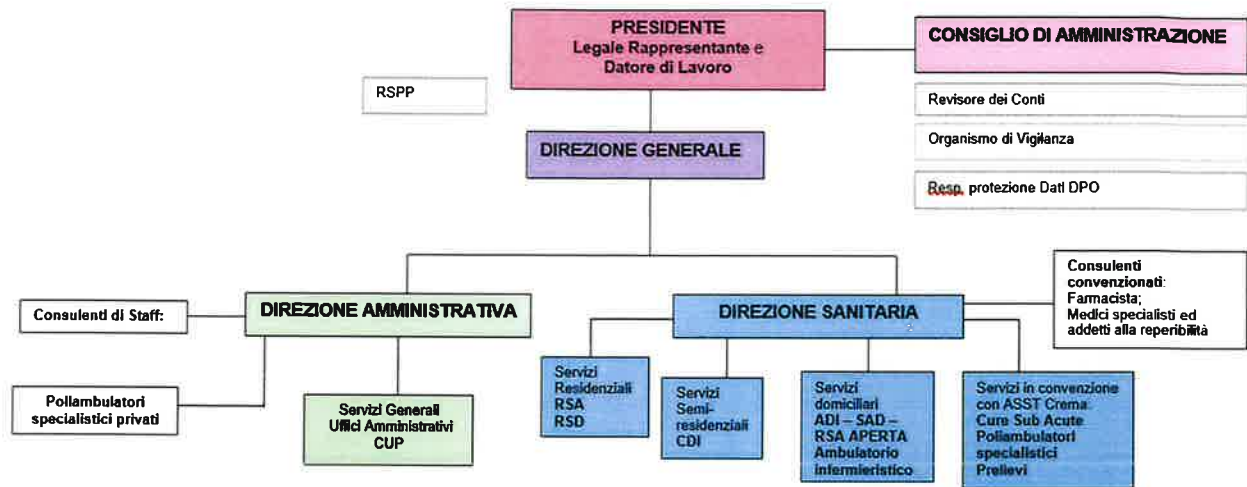 PRESIDENTE
Legale Rappresentante e
Datore di Lavoro
CONSIGLIO DI AMMINISTRAZIONE
RSPP
Revisore dei Conti
Organismo di Vigilanza
Resp. protezione Dati DPO
DIREZIONE GENERALE
Consulenti di Staff:
DIREZIONE AMMINISTRATIVA
DIREZIONE SANITARIA
Consulenti
convenzionati:
Farmacista;
Medici specialisti ed
addetti alla reperibilità
Poliambulatori
specialistici privati
Servizi Generali
Uffici Amministrativi
CUP
Servizi
Residenziali
RSA
RSD
Servizi
Semi-
residenziali
CDI
Servizi
domiciliari
ADI – SAD –
RSA APERTA
Ambulatorio
infermieristico
Servizi in convenzione
con ASST Crema:
Cure Sub Acute
Poliambulatori
specialistici
Prelievi